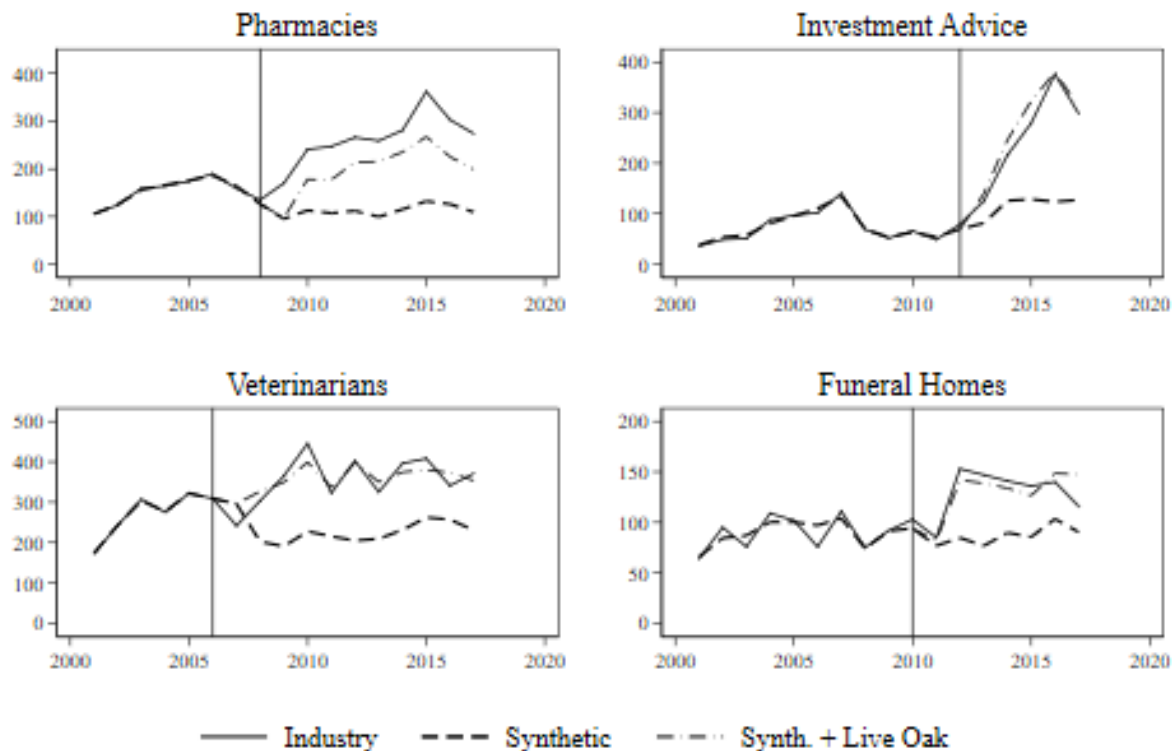 Pharmacies
400
300
200
100
0
2000 2005 2010 2015 2020
Investment Advice
400
300
200
100
0
2000 2005 2010 2015 2020
Veterinarians
500
400
300
200
100
0
2000 2005 2010 2015 2020
Funeral Homes
200
150
100
50
0
2000 2005 2010 2015 2020
Industry Synthetic Synth. + Live Oak